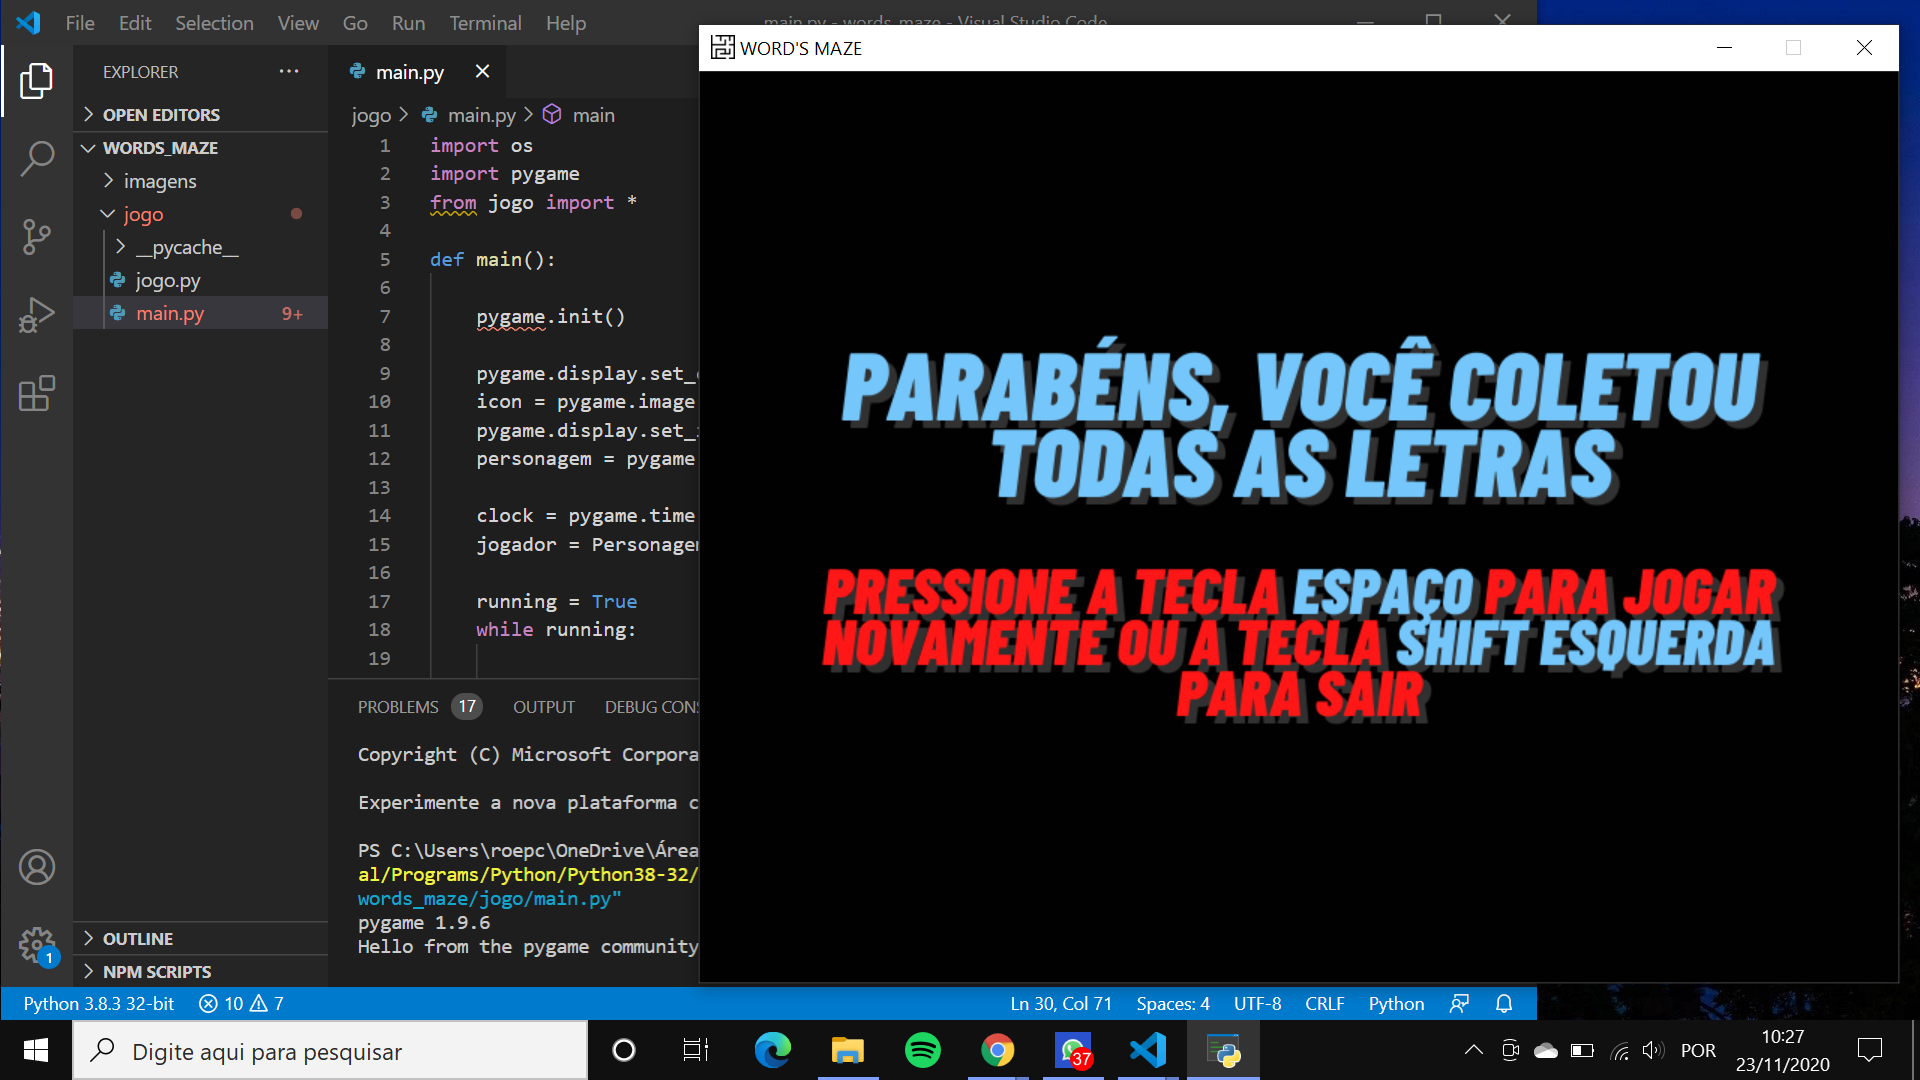 File Edit Selection View Go Run Terminal Help
main.py - words_maze - Visual Studio Code
EXPLORER
OPEN EDITORS
WORDS_MAZE
imagens
jogo
__pycache__
jogo.py
main.py 9+
OUTLINE
NPM SCRIPTS
main.py
jogo > main.py > main
1 import os
2 import pygame
3 from jogo import *
4
5 def main():
6
7 pygame.init()
8
9 pygame.display.set_
10 icon = pygame.image
11 pygame.display.set_
12 personagem = pygame
13
14 clock = pygame.time
15 jogador = Personagem
16
17 running = True
18 while running:
19
PROBLEMS 17 OUTPUT DEBUG CONS
Copyright (C) Microsoft Corpora
Experimente a nova plataforma c
PS C:\Users\roepc\OneDrive\Área
al/Programs/Python/Python38-32/
words_maze/jogo/main.py"
pygame 1.9.6
Hello from the pygame community
WORD'S MAZE
PARABÉNS, VOCÊ COLETOU
TODAS AS LETRAS
PRESSIONE A TECLA ESPAÇO PARA JOGAR
NOVAMENTE OU A TECLA SHIFT ESQUERDA
PARA SAIR
1
Python 3.8.3 32-bit 10 7 Ln 30, Col 71 Spaces: 4 UTF-8 CRLF Python
Digite aqui para pesquisar
37
POR
10:27
23/11/2020